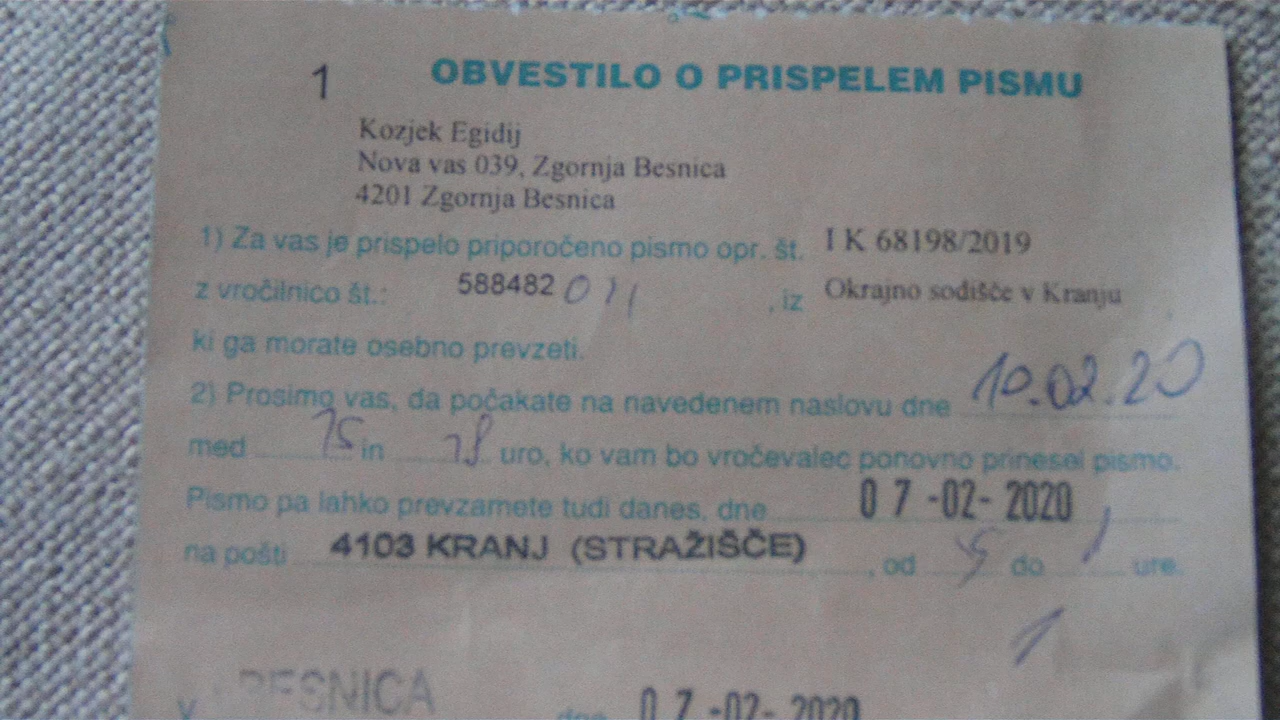 1 OBVESTILO O PRISPELEM PISMU
Kozjek Egidij
Nova vas 039, Zgornja Besnica
4201 Zgornja Besnica
1) Za vas je prispelo priporočeno pismo opr. št. I K 68198/2019
z vročilnico št.: 588482 011 , iz Okrajno sodišče v Kranju
ki ga morate osebno prevzeti.
2) Prosimo vas, da počakate na navedenem naslovu dne 10.02.20
med 15 in 18 uro, ko vam bo vročevalec ponovno prinesel pismo.
Pismo pa lahko prevzamete tudi danes, dne 07-02-2020
na pošti 4103 KRANJ (STRAŽIŠČE) , od do ure.
V BESNICA dne 07-02-2020